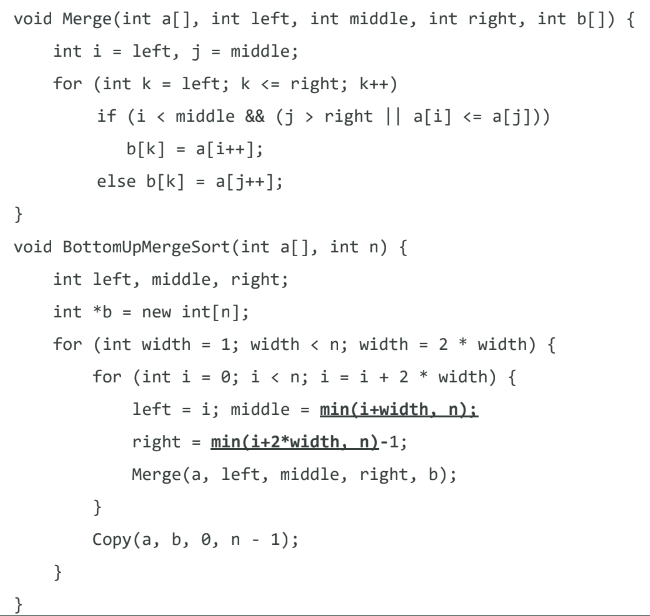 void Merge(int a[], int left, int middle, int right, int b[]) {
    int i = left, j = middle;
    for (int k = left; k <= right; k++)
        if (i < middle && (j > right || a[i] <= a[j]))
           b[k] = a[i++];
        else b[k] = a[j++];
}
void BottomUpMergeSort(int a[], int n) {
    int left, middle, right;
    int *b = new int[n];
    for (int width = 1; width < n; width = 2 * width) {
        for (int i = 0; i < n; i = i + 2 * width) {
            left = i; middle = min(i+width, n);
            right = min(i+2*width, n)-1;
            Merge(a, left, middle, right, b);
        }
        Copy(a, b, 0, n - 1);
    }
}